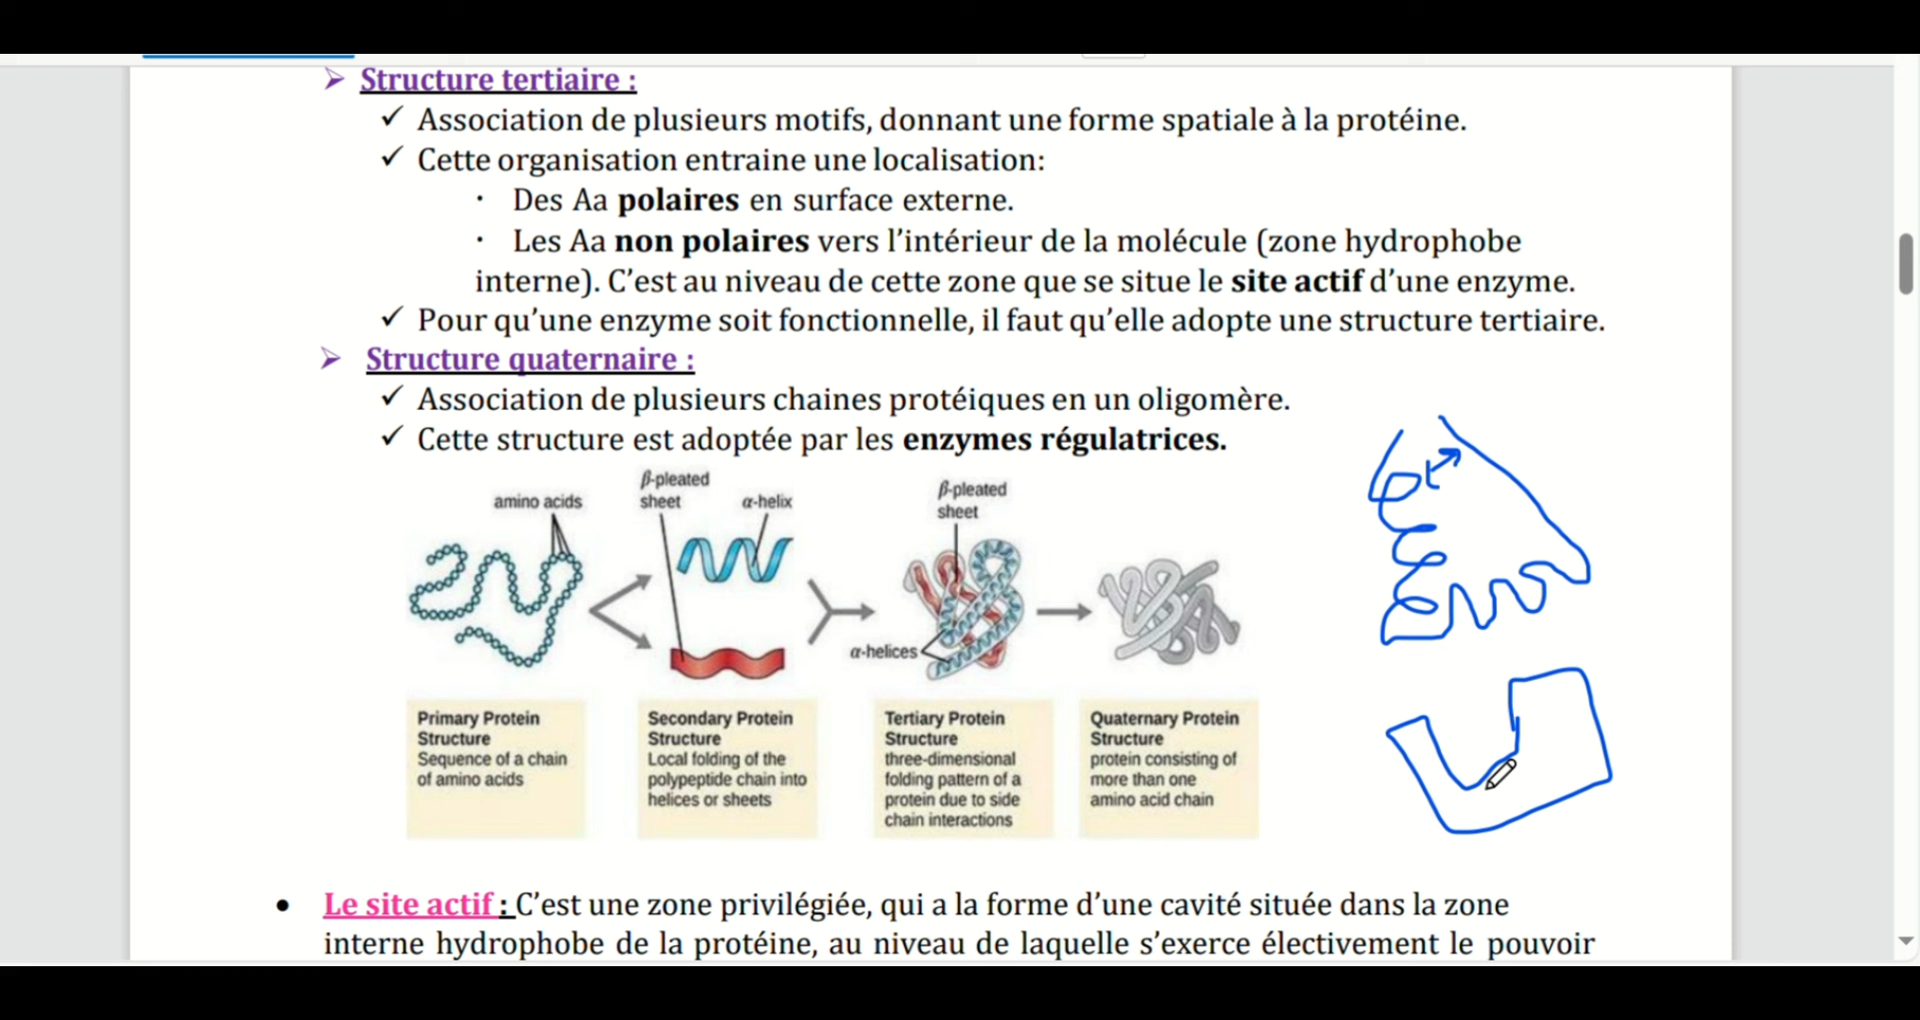 ➢ Structure tertiaire :
✓ Association de plusieurs motifs, donnant une forme spatiale à la protéine.
✓ Cette organisation entraine une localisation:
· Des Aa polaires en surface externe.
· Les Aa non polaires vers l'intérieur de la molécule (zone hydrophobe
interne). C'est au niveau de cette zone que se situe le site actif d'une enzyme.
✓ Pour qu'une enzyme soit fonctionnelle, il faut qu'elle adopte une structure tertiaire.
➢ Structure quaternaire :
✓ Association de plusieurs chaines protéiques en un oligomère.
✓ Cette structure est adoptée par les enzymes régulatrices.
amino acids
β-pleated
sheet
α-helix
β-pleated
sheet
α-helices
Primary Protein
Structure
Sequence of a chain
of amino acids
Secondary Protein
Structure
Local folding of the
polypeptide chain into
helices or sheets
Tertiary Protein
Structure
three-dimensional
folding pattern of a
protein due to side
chain interactions
Quaternary Protein
Structure
protein consisting of
more than one
amino acid chain
• Le site actif : C'est une zone privilégiée, qui a la forme d'une cavité située dans la zone
interne hydrophobe de la protéine, au niveau de laquelle s'exerce électivement le pouvoir